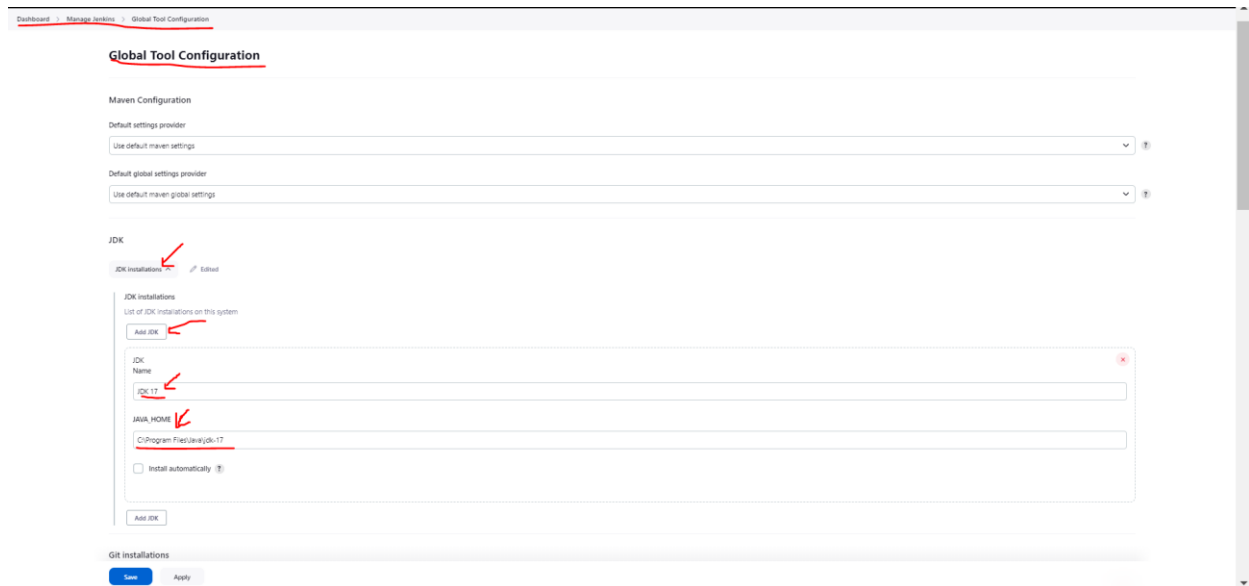 Dashboard > Manage Jenkins > Global Tool Configuration
Global Tool Configuration
Maven Configuration
Default settings provider
Use default maven settings
?
Default global settings provider
Use default maven global settings
?
JDK
JDK installations
Edited
JDK installations
List of JDK installations on this system
Add JDK
JDK
Name
JDK 17
JAVA_HOME
C:\Program Files\Java\jdk-17
Install automatically ?
Add JDK
Git installations
Save Apply